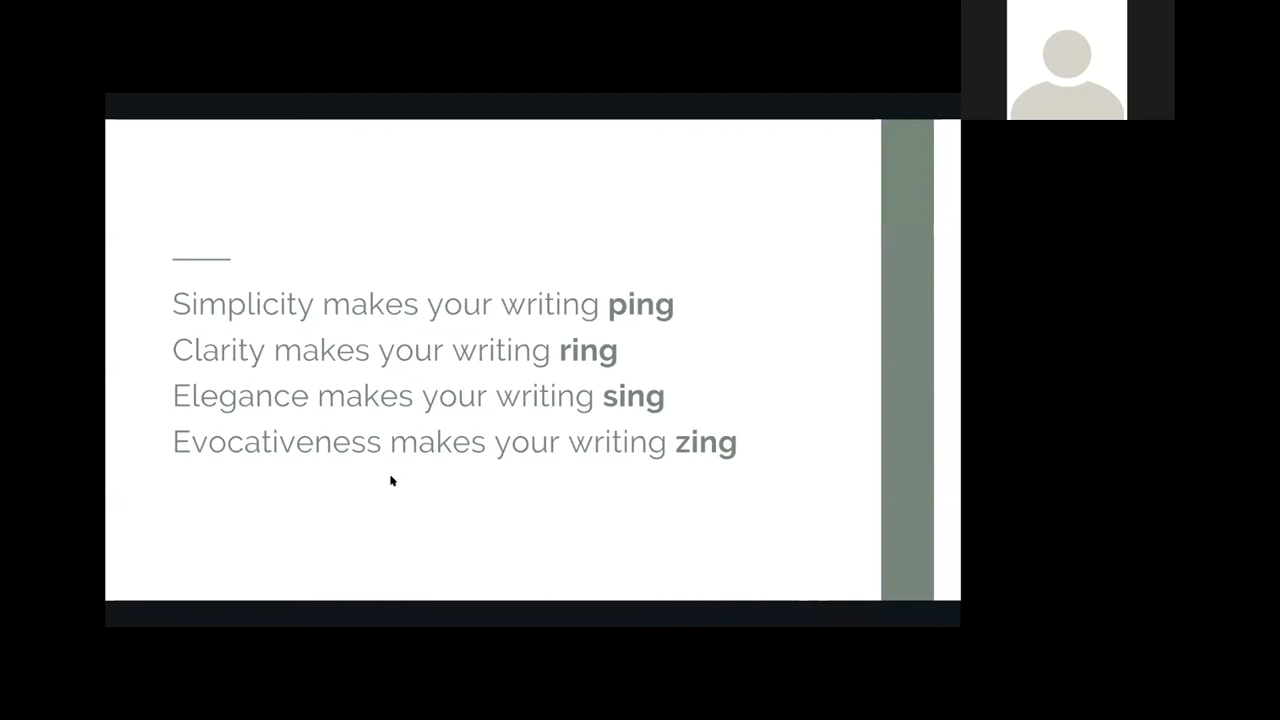 Simplicity makes your writing ping
Clarity makes your writing ring
Elegance makes your writing sing
Evocativeness makes your writing zing